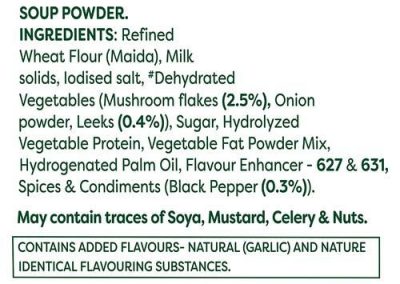 SOUP POWDER.
INGREDIENTS: Refined
Wheat Flour (Maida), Milk
solids, Iodised salt, #Dehydrated
Vegetables (Mushroom flakes (2.5%), Onion
powder, Leeks (0.4%)), Sugar, Hydrolyzed
Vegetable Protein, Vegetable Fat Powder Mix,
Hydrogenated Palm Oil, Flavour Enhancer - 627 & 631,
Spices & Condiments (Black Pepper (0.3%)).
May contain traces of Soya, Mustard, Celery & Nuts.
CONTAINS ADDED FLAVOURS- NATURAL (GARLIC) AND NATURE
IDENTICAL FLAVOURING SUBSTANCES.